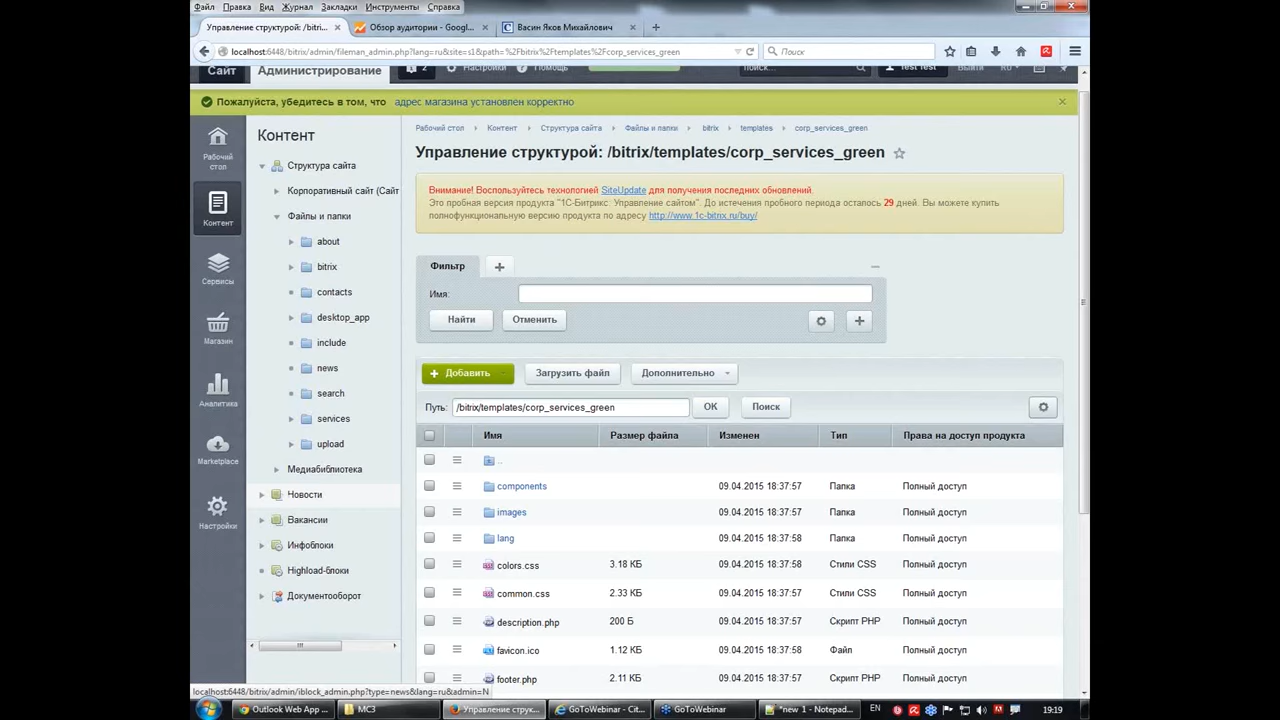 Файл Правка Вид Журнал Закладки Инструменты Справка
Управление структурой: /bitri... Обзор аудитории - Googl... Васин Яков Михайлович
localhost:6448/bitrix/admin/fileman_admin.php?lang=ru&site=s1&path=%2Fbitrix%2Ftemplates%2Fcorp_services_green Поиск
Сайт Администрирование 2 Настройки Помощь поиск... Test Test Выйти RU
Пожалуйста, убедитесь в том, что адрес магазина установлен корректно
Рабочий стол
Контент
Сервисы
Магазин
Аналитика
Marketplace
Настройки
Контент
Структура сайта
Корпоративный сайт (Сайт
Файлы и папки
about
bitrix
contacts
desktop_app
include
news
search
services
upload
Медиабиблиотека
Новости
Вакансии
Инфоблоки
Highload-блоки
Документооборот
Рабочий стол Контент Структура сайта Файлы и папки bitrix templates corp_services_green
Управление структурой: /bitrix/templates/corp_services_green
Внимание! Воспользуйтесь технологией SiteUpdate для получения последних обновлений.
Это пробная версия продукта "1С-Битрикс: Управление сайтом". До истечения пробного периода осталось 29 дней. Вы можете купить
полнофункциональную версию продукта по адресу http://www.1c-bitrix.ru/buy/
Фильтр
Имя:
Найти Отменить
Добавить Загрузить файл Дополнительно
Путь: /bitrix/templates/corp_services_green OK Поиск
Имя Размер файла Изменен Тип Права на доступ продукта
..
components 09.04.2015 18:37:57 Папка Полный доступ
images 09.04.2015 18:37:57 Папка Полный доступ
lang 09.04.2015 18:37:58 Папка Полный доступ
colors.css 3.18 КБ 09.04.2015 18:37:58 Стили CSS Полный доступ
common.css 2.33 КБ 09.04.2015 18:37:58 Стили CSS Полный доступ
description.php 200 Б 09.04.2015 18:37:58 Скрипт PHP Полный доступ
favicon.ico 1.12 КБ 09.04.2015 18:37:58 Файл Полный доступ
footer.php 2.11 КБ 09.04.2015 18:37:58 Скрипт PHP Полный доступ
localhost:6448/bitrix/admin/iblock_admin.php?type=news&lang=ru&admin=N
Outlook Web App ... МС3 Управление струк... GoToWebinar - Cit... GoToWebinar *new 1 - Notepad... EN 19:19